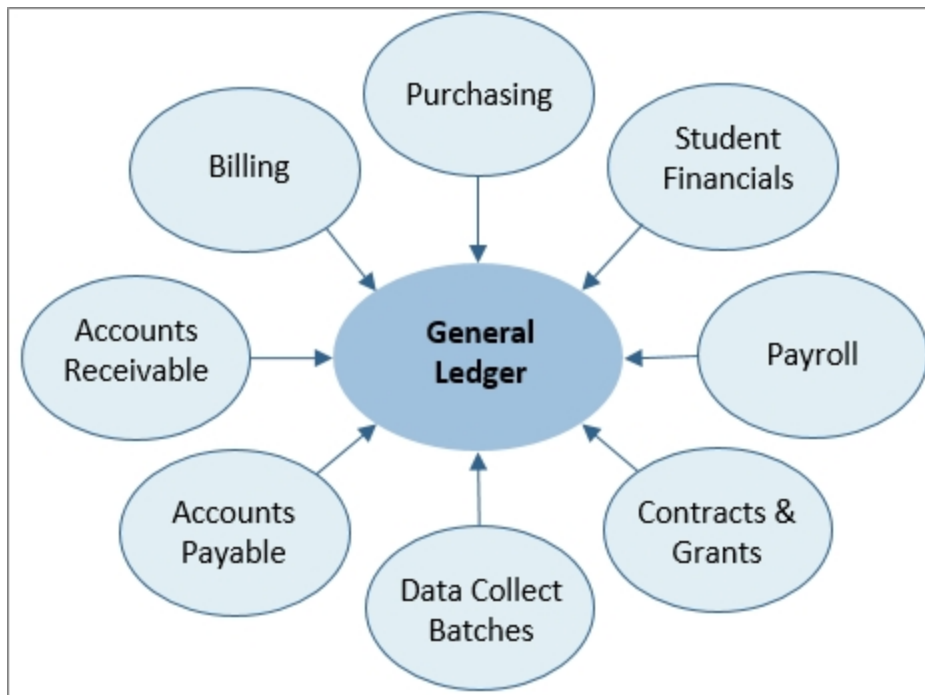 Purchasing
Student
Financials
Billing
General
Ledger
Payroll
Accounts
Receivable
Accounts
Payable
Contracts &
Grants
Data Collect
Batches